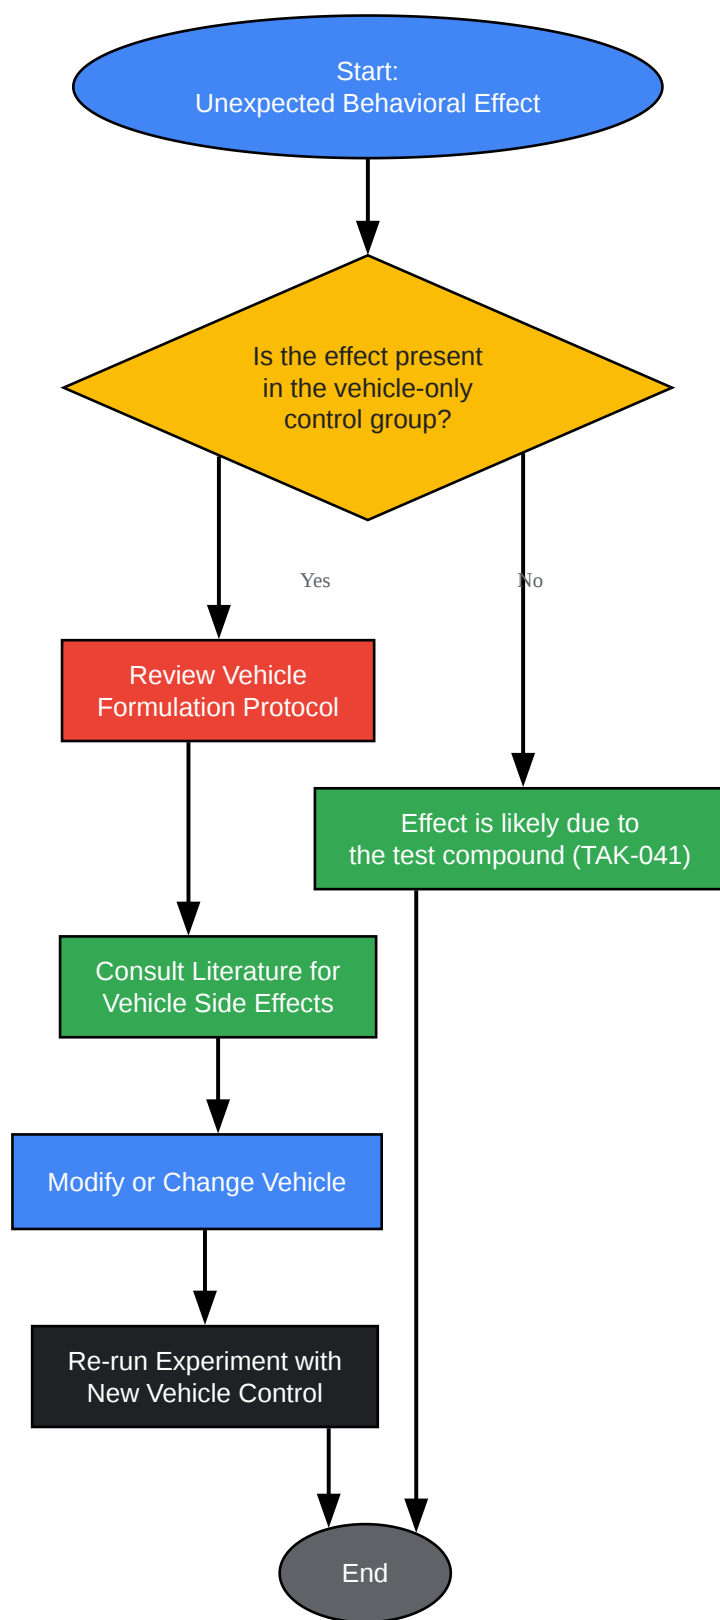 Start:
Unexpected Behavioral Effect
Is the effect present
in the vehicle-only
control group?
Yes
No
Review Vehicle
Formulation Protocol
Effect is likely due to
the test compound (TAK-041)
Consult Literature for
Vehicle Side Effects
Modify or Change Vehicle
Re-run Experiment with
New Vehicle Control
End